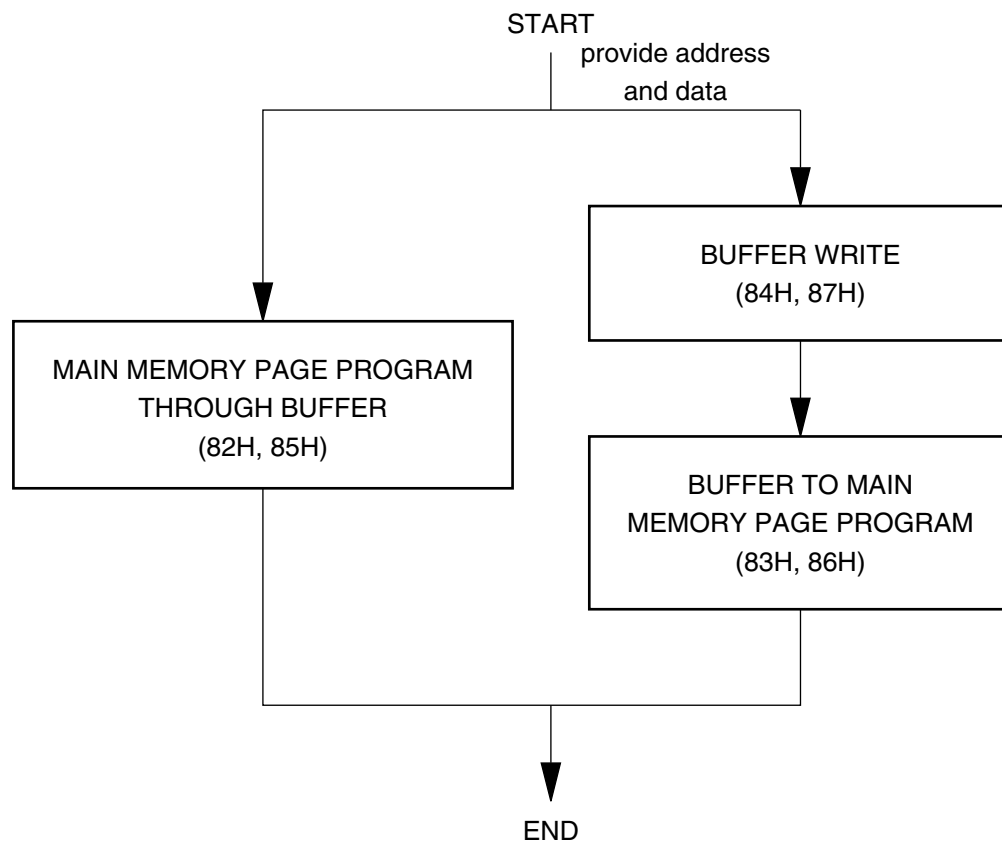 START
provide address
and data
BUFFER WRITE
(84H, 87H)
MAIN MEMORY PAGE PROGRAM
THROUGH BUFFER
(82H, 85H)
BUFFER TO MAIN
MEMORY PAGE PROGRAM
(83H, 86H)
END